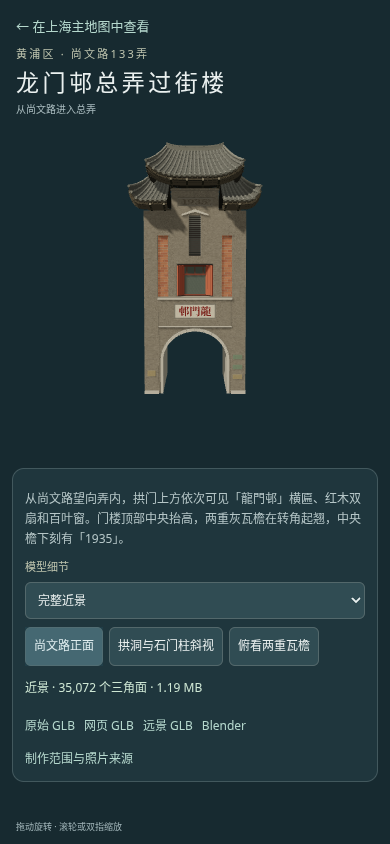 ← 在上海主地图中查看
黄浦区 · 尚文路133弄
龙门邨总弄过街楼
从尚文路进入总弄
邨門龍
从尚文路望向弄内，拱门上方依次可见「龍門邨」横匾、红木双
扇和百叶窗。门楼顶部中央抬高，两重灰瓦檐在转角起翘，中央
檐下刻有「1935」。
模型细节
完整近景
尚文路正面
拱洞与石门柱斜视
俯看两重瓦檐
近景 · 35,072 个三角面 · 1.19 MB
原始 GLB 网页 GLB 远景 GLB Blender
制作范围与照片来源
拖动旋转 · 滚轮或双指缩放